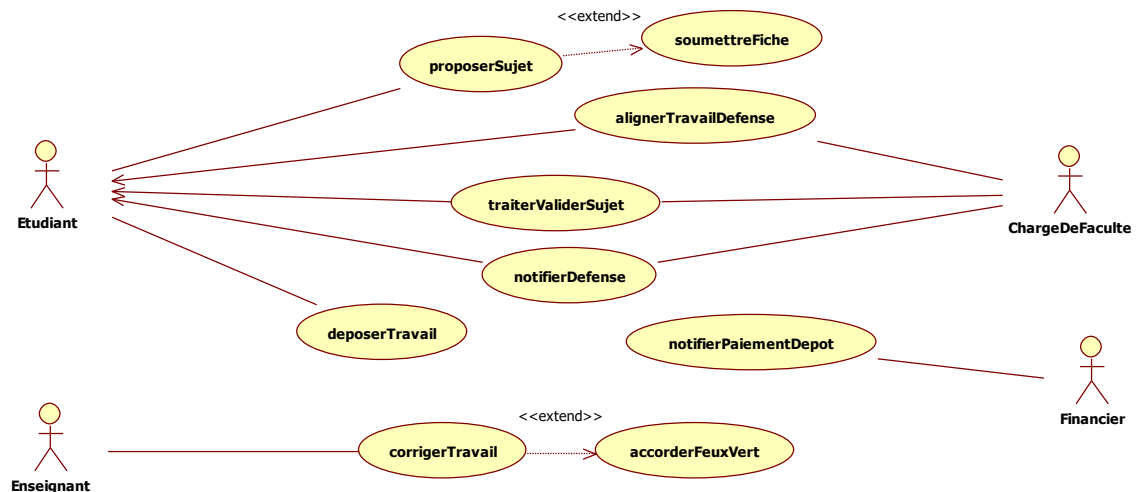 <<extend>>
soumettreFiche
proposerSujet
alignerTravailDefense
Etudiant
traiterValiderSujet
ChargeDeFaculte
notifierDefense
deposerTravail
notifierPaiementDepot
Financier
<<extend>>
corrigerTravail
accorderFeuxVert
Enseignant